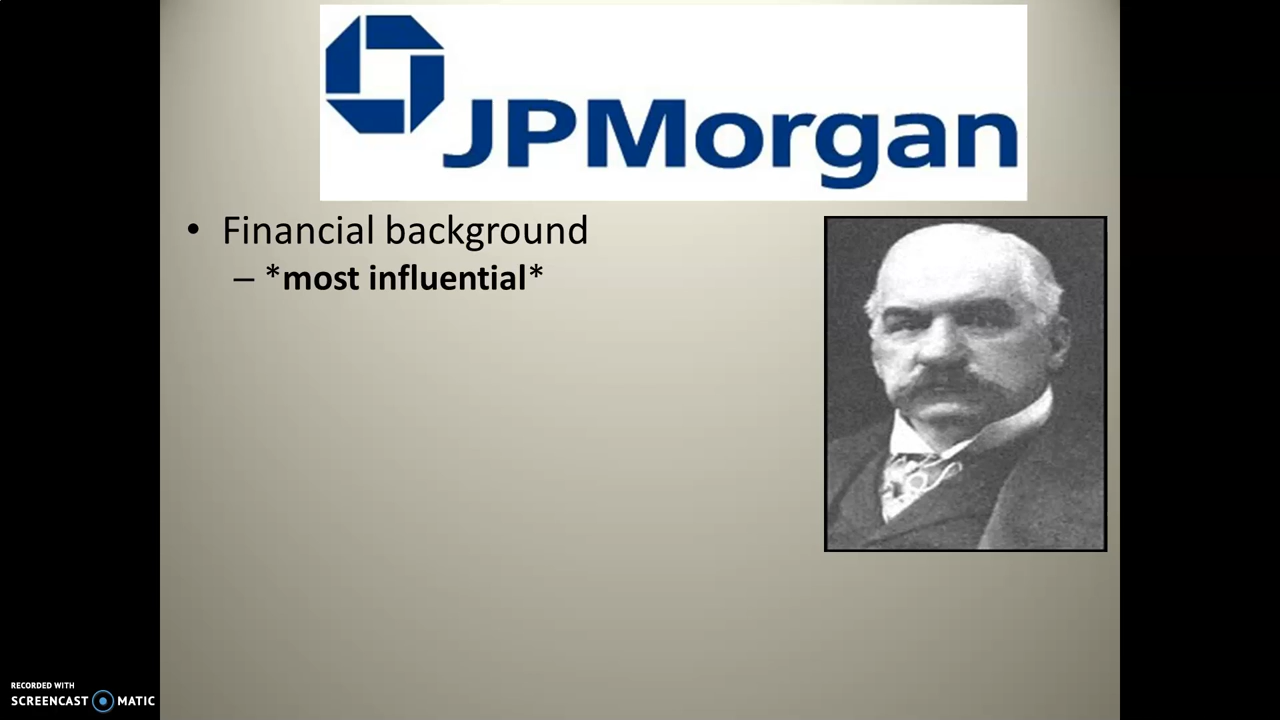 JPMorgan
• Financial background
– *most influential*
RECORDED WITH
SCREENCAST MATIC